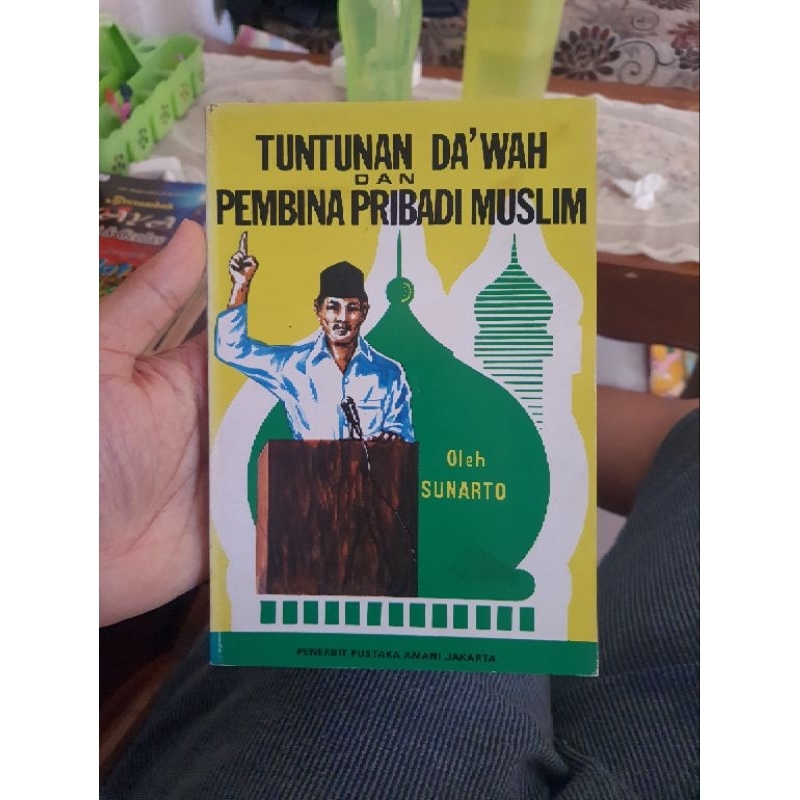 TUNTUNAN DA'WAH
DAN
PEMBINA PRIBADI MUSLIM
Oleh
SUNARTO
PENERBIT PUSTAKA AMANI JAKARTA